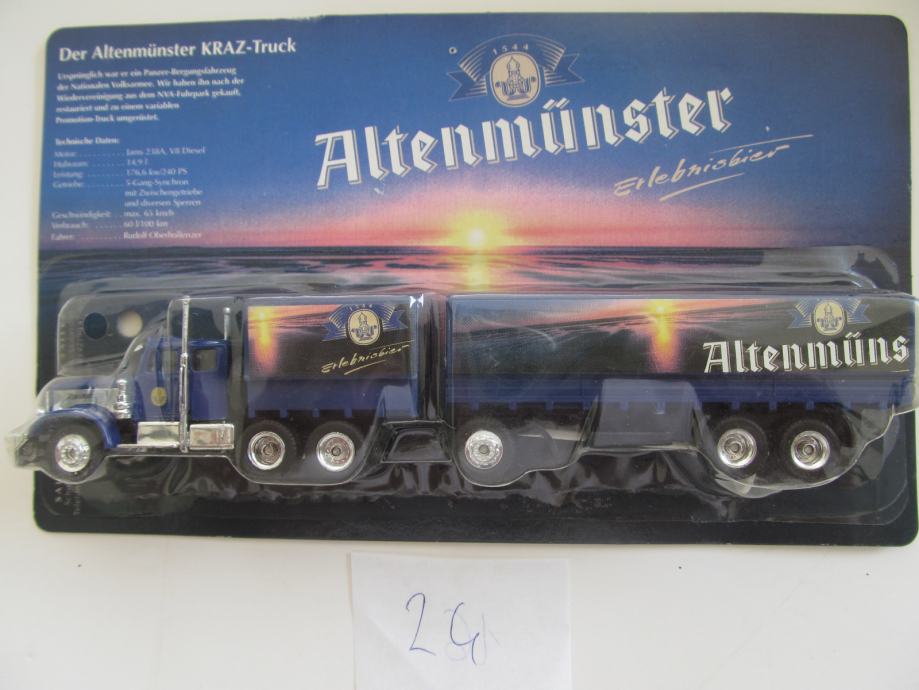 Der Altenmünster KRAZ-Truck
Ursprünglich war er ein Panzer-Bergungsfahrzeug
der Nationalen Volksarmee. Wir haben ihn nach der
Wiedervereinigung aus dem NVA-Fuhrpark gekauft,
restauriert und zu einem variablen
Promotion-Truck umgerüstet.
Technische Daten:
Motor: . . . . . . . . . Jams 238A, V8 Diesel
Hubraum: . . . . . . 14,9 l
Leistung: . . . . . . . 176,6 kw/240 PS
Getriebe: . . . . . . . 5-Gang-Synchron
mit Zwischengetriebe
und diversen Sperren
Geschwindigkeit: . . max. 65 km/h
Verbrauch: . . . . . . 60 l/100 km
Fahrer: . . . . . . . . Rudolf Oberhollenzer
1544
Altenmünster
Erlebnisbier
1544
Erlebnisbier
1544
Altenmüns